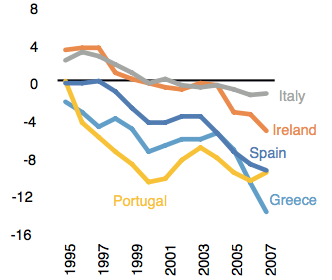 8
4
0
-4
-8
-12
-16
Italy
Ireland
Spain
Portugal
Greece
1995
1997
1999
2001
2003
2005
2007